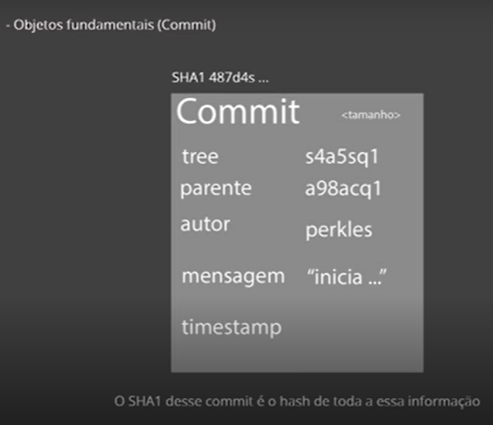 - Objetos fundamentais (Commit)
SHA1 487d4s ...
Commit <tamanho>
tree s4a5sq1
parente a98acq1
autor perkles
mensagem “inicia ...”
timestamp
O SHA1 desse commit é o hash de toda a essa informação